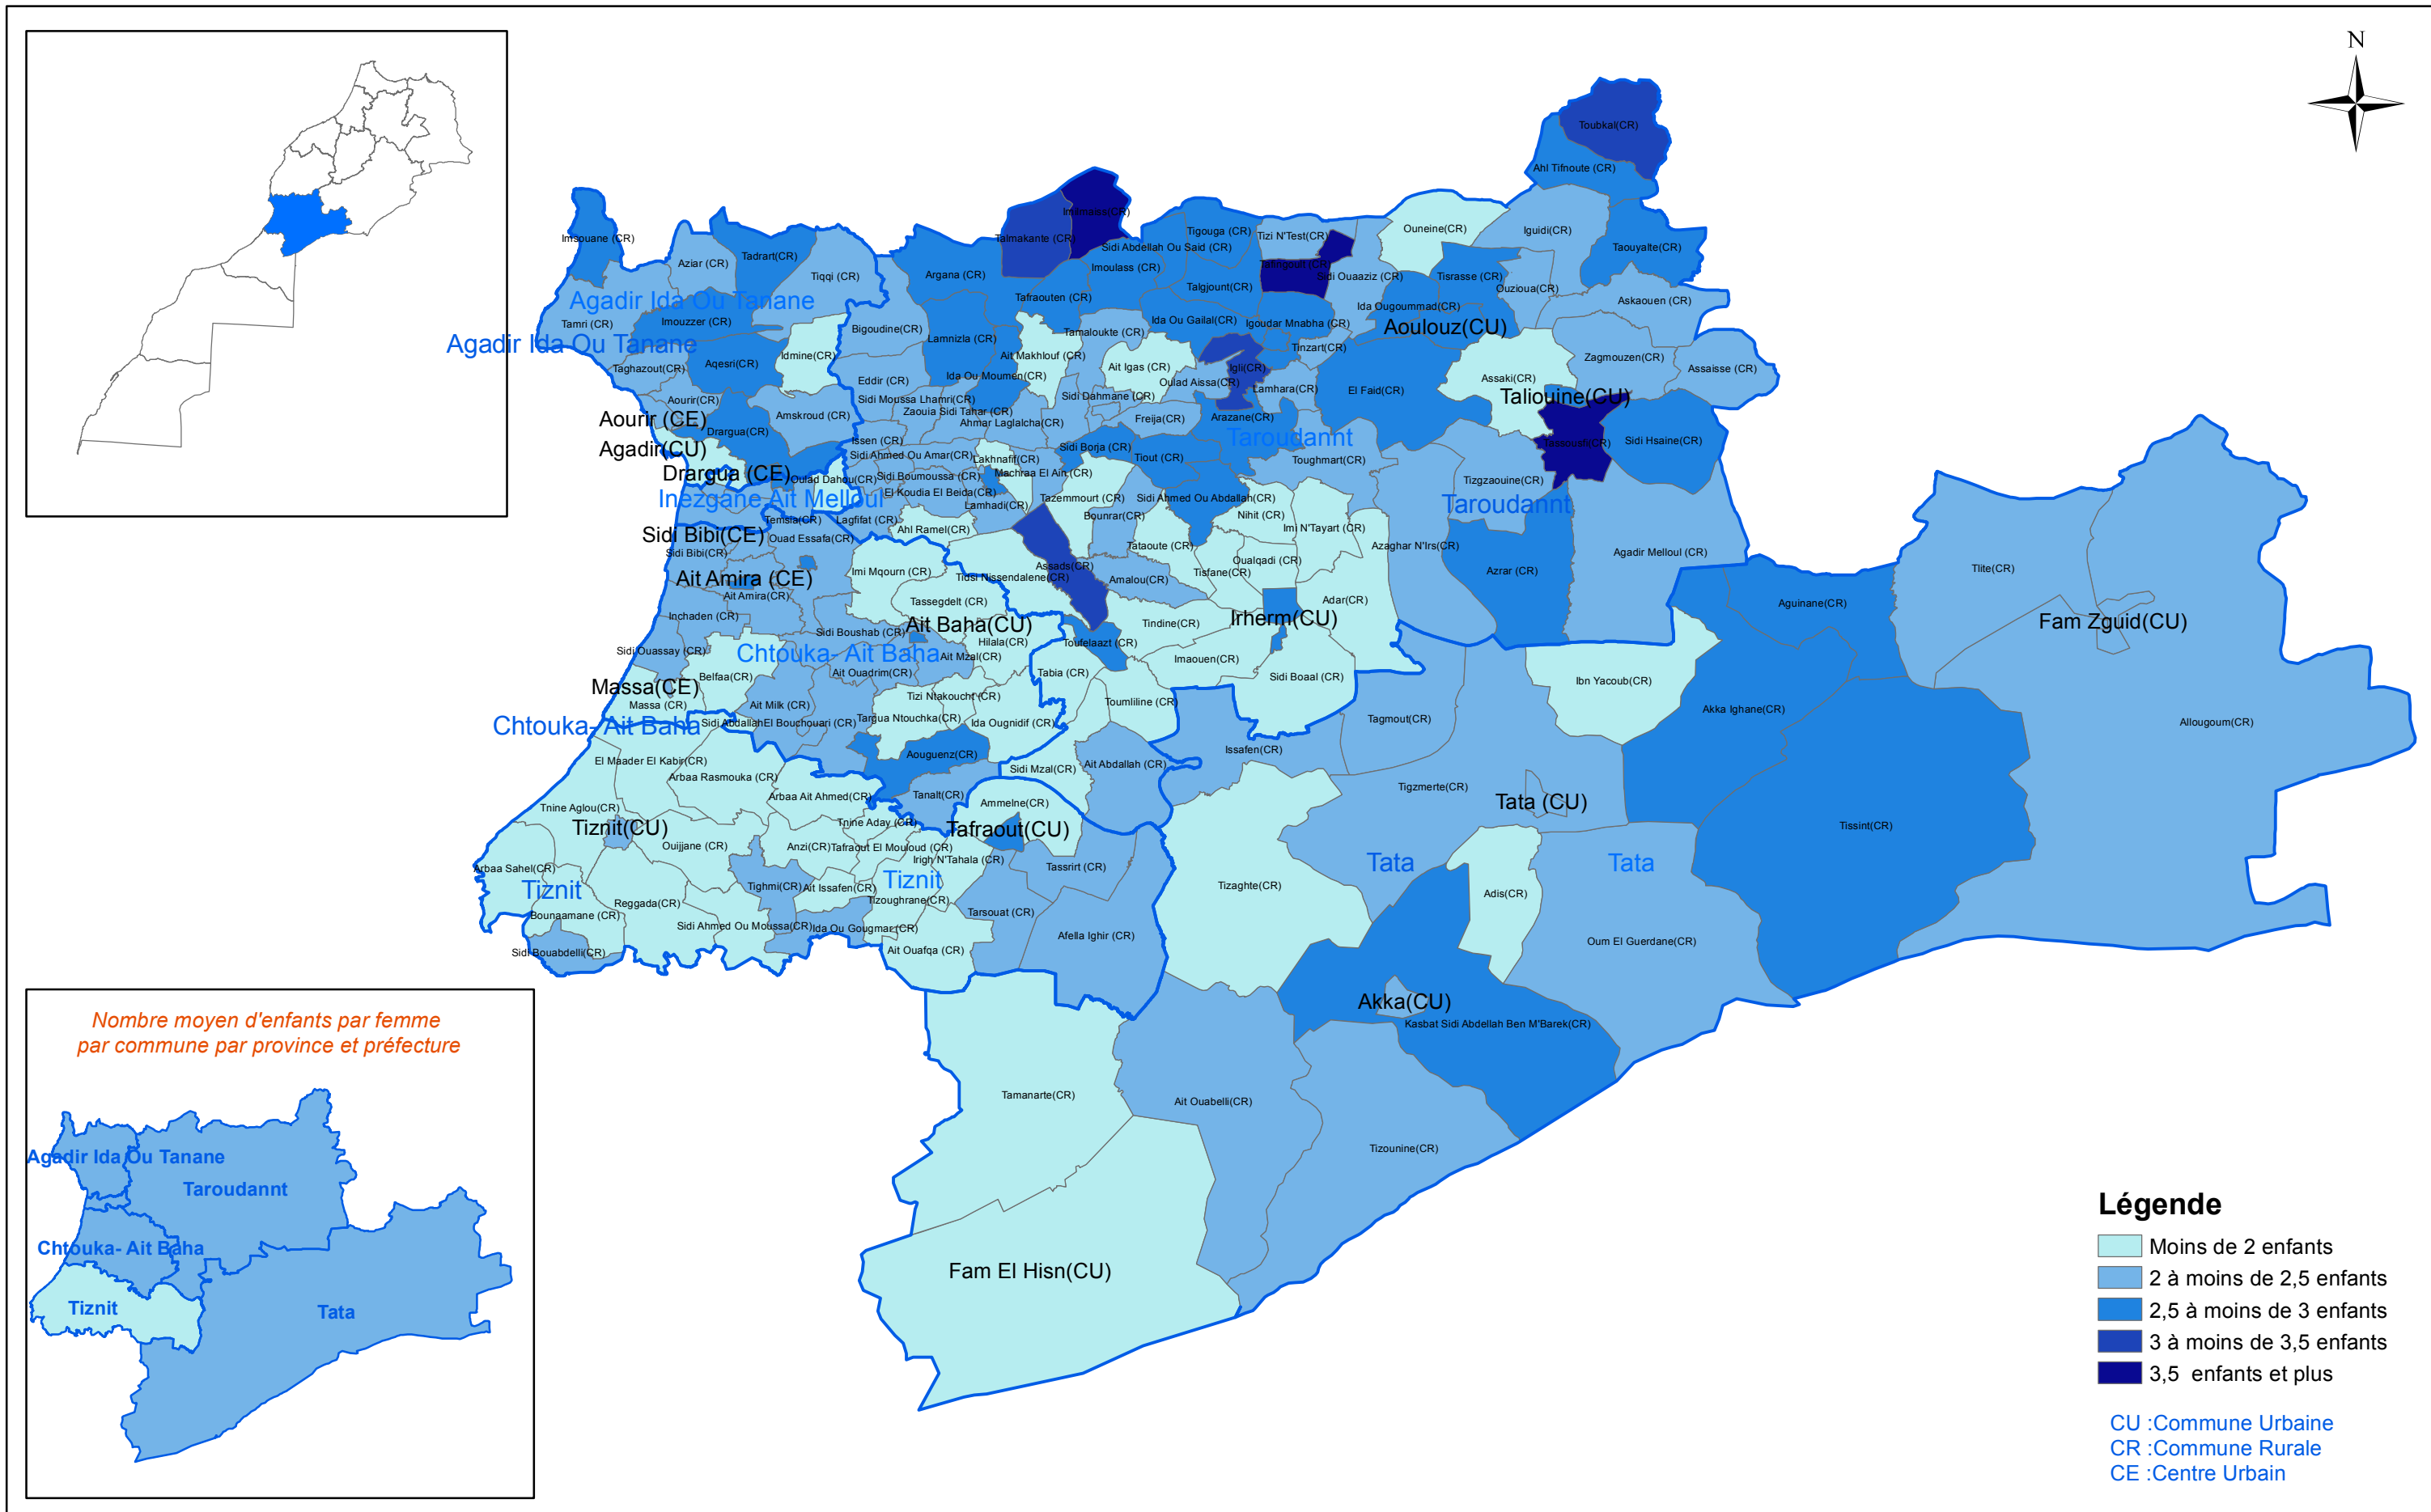 N
Toubkal(CR)
Ahl Tifnoute (CR)
Imlmaiss(CR)
Talmakante (CR)
Imsouane (CR)
Tigouga (CR)
Tizi N'Test(CR)
Ouneine(CR)
Iguidi(CR)
Sidi Abdellah Ou Said (CR)
Taouyalte(CR)
Aziar (CR)
Tadrart(CR)
Tiqqi (CR)
Argana (CR)
Imoulass (CR)
Tafingoult (CR)
Sidi Ouaaziz (CR)
Tisrasse (CR)
Ouzioua(CR)
Talgjount(CR)
Tafraouten (CR)
Askaouen (CR)
Agadir Ida Ou Tanane
Ida Ougoummad(CR)
Tamri (CR)
Imouzzer (CR)
Bigoudine(CR)
Tamaloukte (CR)
Ida Ou Gailal(CR)
Igoudar Mnabha (CR)
Aoulouz(CU)
Agadir Ida Ou Tanane
Lamnizla (CR)
Tinzart(CR)
Idmine(CR)
Ait Makhlouf (CR)
Zagmouzen(CR)
Taghazout(CR)
Aqesri(CR)
Ait Igas (CR)
Igli(CR)
Assaisse (CR)
Eddir (CR)
Ida Ou Moumen(CR)
Oulad Aissa(CR)
Lamhara(CR)
El Faid(CR)
Assaki(CR)
Taliouine(CU)
Aourir(CR)
Sidi Moussa Lhamri(CR)
Sidi Dahmane (CR)
Aourir (CE)
Amskroud (CR)
Zaouia Sidi Tahar (CR)
Ahmar Laglalcha(CR)
Freija(CR)
Arazane(CR)
Drargua(CR)
Taroudannt
Agadir(CU)
Issen (CR)
Sidi Borja (CR)
Tassousfi(CR)
Sidi Hsaine(CR)
Sidi Ahmed Ou Amar(CR)
Lakhnafif(CR)
Tiout (CR)
Toughmart(CR)
Drargua (CE)
Oulad Dahou(CR)
Sidi Boumoussa (CR)
Machraa El Ain (CR)
Tizgzaouine(CR)
Inezgane-Ait Melloul
El Koudia El Beida(CR)
Tazemmourt (CR)
Sidi Ahmed Ou Abdallah(CR)
Taroudannt
Lamhadi(CR)
Temsia(CR)
Lagfifat (CR)
Ahl Ramel(CR)
Bounrar(CR)
Nihit (CR)
Imi N'Tayart (CR)
Sidi Bibi(CE)
Ouad Essafa(CR)
Tataoute (CR)
Azaghar N'Irs(CR)
Agadir Melloul (CR)
Sidi Bibi(CR)
Oualqadi (CR)
Assads(CR)
Imi Mqourn (CR)
Tisfane(CR)
Azrar (CR)
Tlite(CR)
Ait Amira (CE)
Tidsi Nissendalene(CR)
Amalou(CR)
Ait Amira(CR)
Tassegdelt (CR)
Adar(CR)
Aguinane(CR)
Inchaden (CR)
Ait Baha(CU)
Tindine(CR)
Irherm(CU)
Fam Zguid(CU)
Sidi Boushab (CR)
Hilala(CR)
Toufelaazt (CR)
Sidi Ouassay (CR)
Chtouka- Ait Baha
Ait Mzal(CR)
Imaouen(CR)
Belfaa(CR)
Ait Ouadrim(CR)
Tabia (CR)
Sidi Boaal (CR)
Ibn Yacoub(CR)
Massa(CE)
Massa (CR)
Ait Milk (CR)
Tizi Ntakoucht (CR)
Toumliline (CR)
Akka Ighane(CR)
Chtouka- Ait Baha
Sidi Abdallah El Bouchouari (CR)
Targua Ntouchka(CR)
Ida Ougnidif (CR)
Tagmout(CR)
Allougoum(CR)
Issafen(CR)
El Maader El Kabir(CR)
Aouguenz(CR)
Arbaa Rasmouka (CR)
Sidi Mzal(CR)
Ait Abdallah (CR)
Tigzmerte(CR)
Arbaa Ait Ahmed(CR)
Tanalt(CR)
Ammelne(CR)
Tata (CU)
Tnine Aglou(CR)
Tnine Aday (CR)
Tiznit(CU)
Tafraout(CU)
Tissint(CR)
Ouijjane (CR)
Anzi(CR)
Tafraout El Mouloud (CR)
Irigh N'Tahala (CR)
Tassrirt (CR)
Tata
Tata
Arbaa Sahel(CR)
Tiznit
Tighmi(CR)
Ait Issafen(CR)
Tiznit
Tizaghte(CR)
Adis(CR)
Reggada(CR)
Tizoughrane(CR)
Bounaamane (CR)
Tarsouat (CR)
Sidi Ahmed Ou Moussa(CR)
Ida Ou Gougmar(CR)
Afella Ighir (CR)
Oum El Guerdane(CR)
Sidi Bouabdelli(CR)
Ait Ouafqa (CR)
Akka(CU)
Kasbat Sidi Abdellah Ben M'Barek(CR)
Tamanarte(CR)
Ait Ouabelli(CR)
Tizounine(CR)
Fam El Hisn(CU)
Nombre moyen d'enfants par femme
par commune par province et préfecture
Agadir Ida Ou Tanane
Taroudannt
Chtouka- Ait Baha
Tiznit
Tata
Légende
Moins de 2 enfants
2 à moins de 2,5 enfants
2,5 à moins de 3 enfants
3 à moins de 3,5 enfants
3,5 enfants et plus
CU :Commune Urbaine
CR :Commune Rurale
CE :Centre Urbain